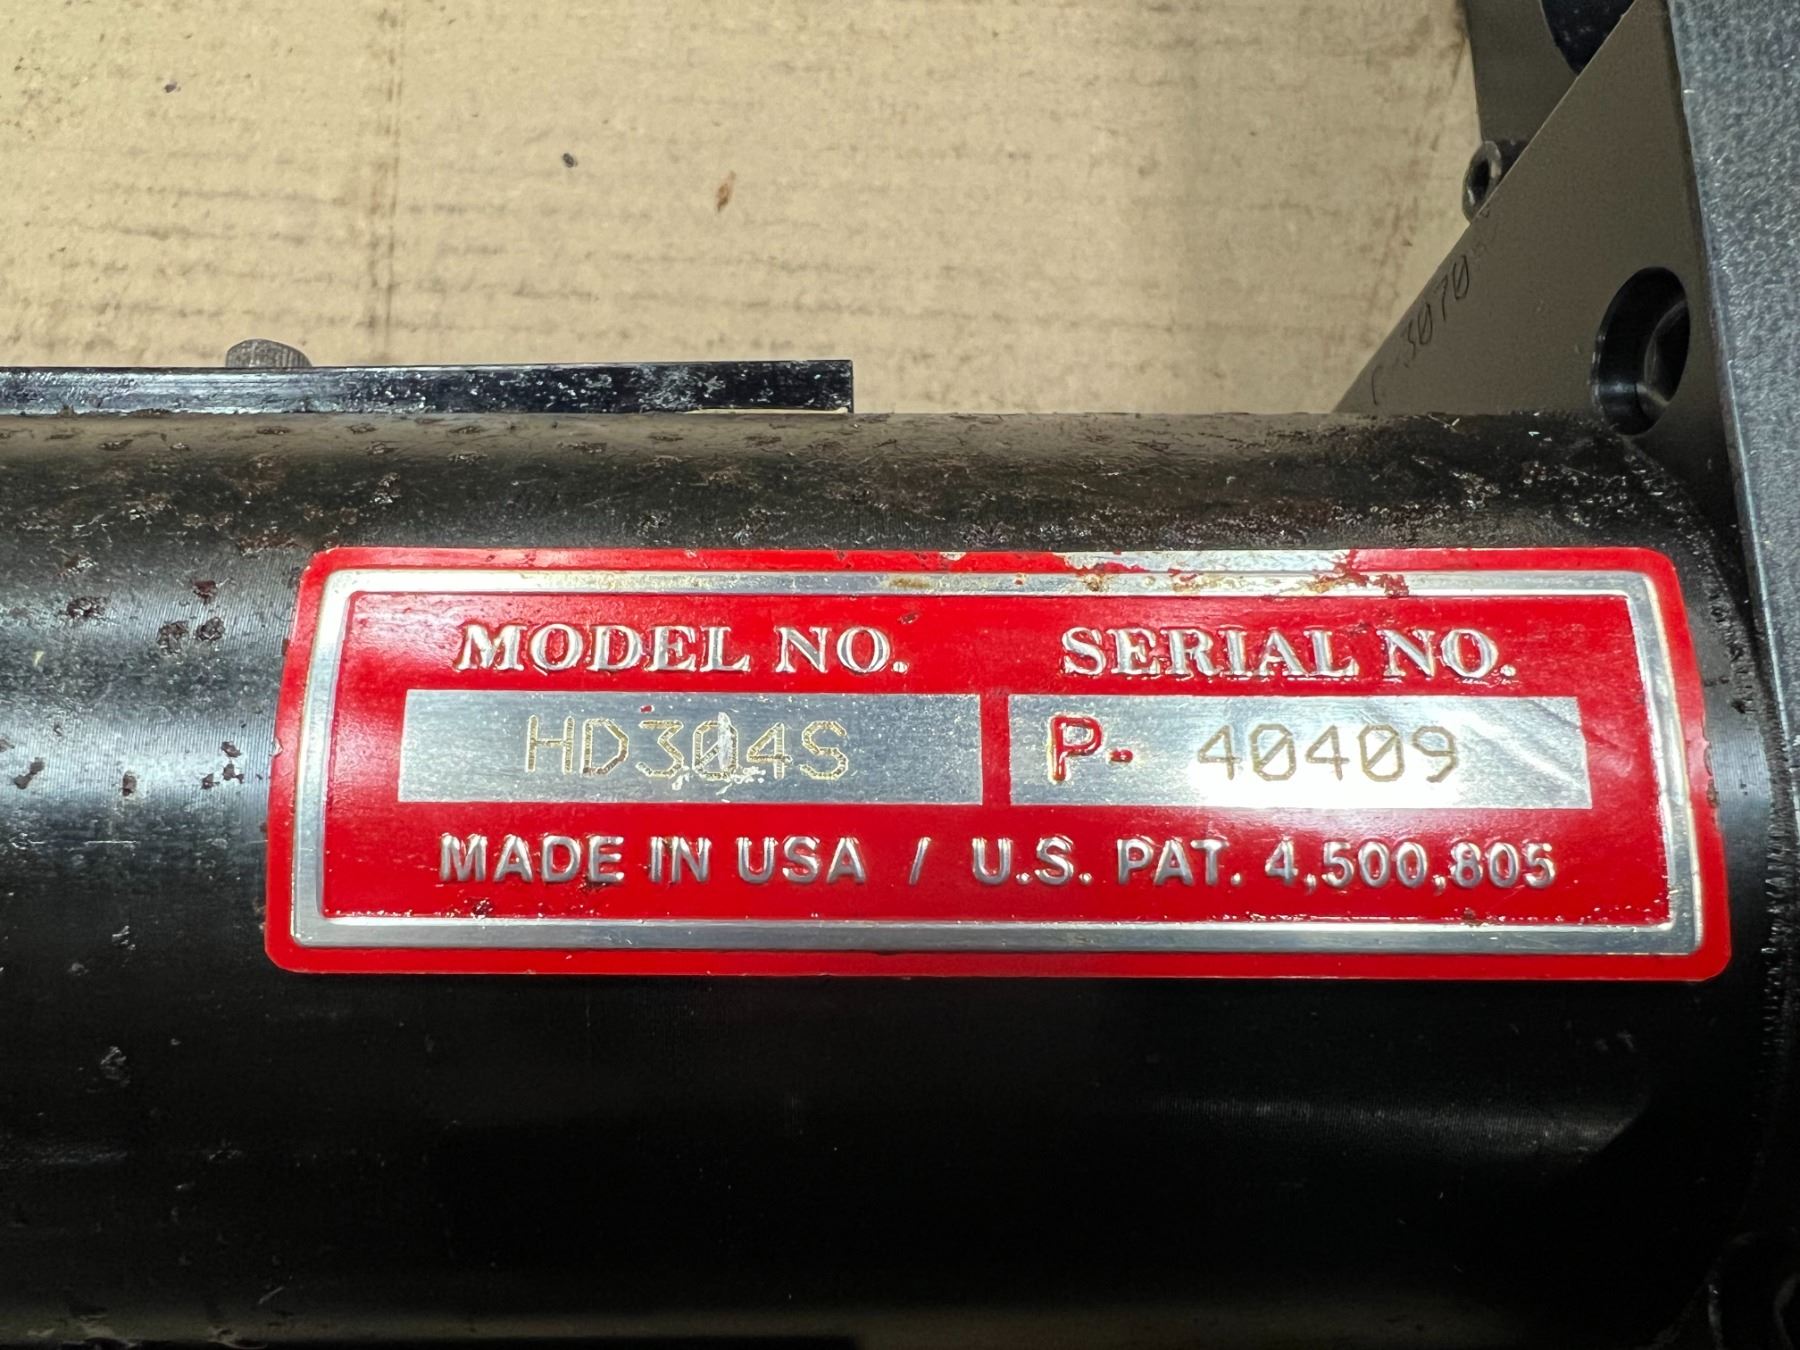 MODEL NO. SERIAL NO.
HD304S P- 40409
MADE IN USA / U.S. PAT. 4,500,805